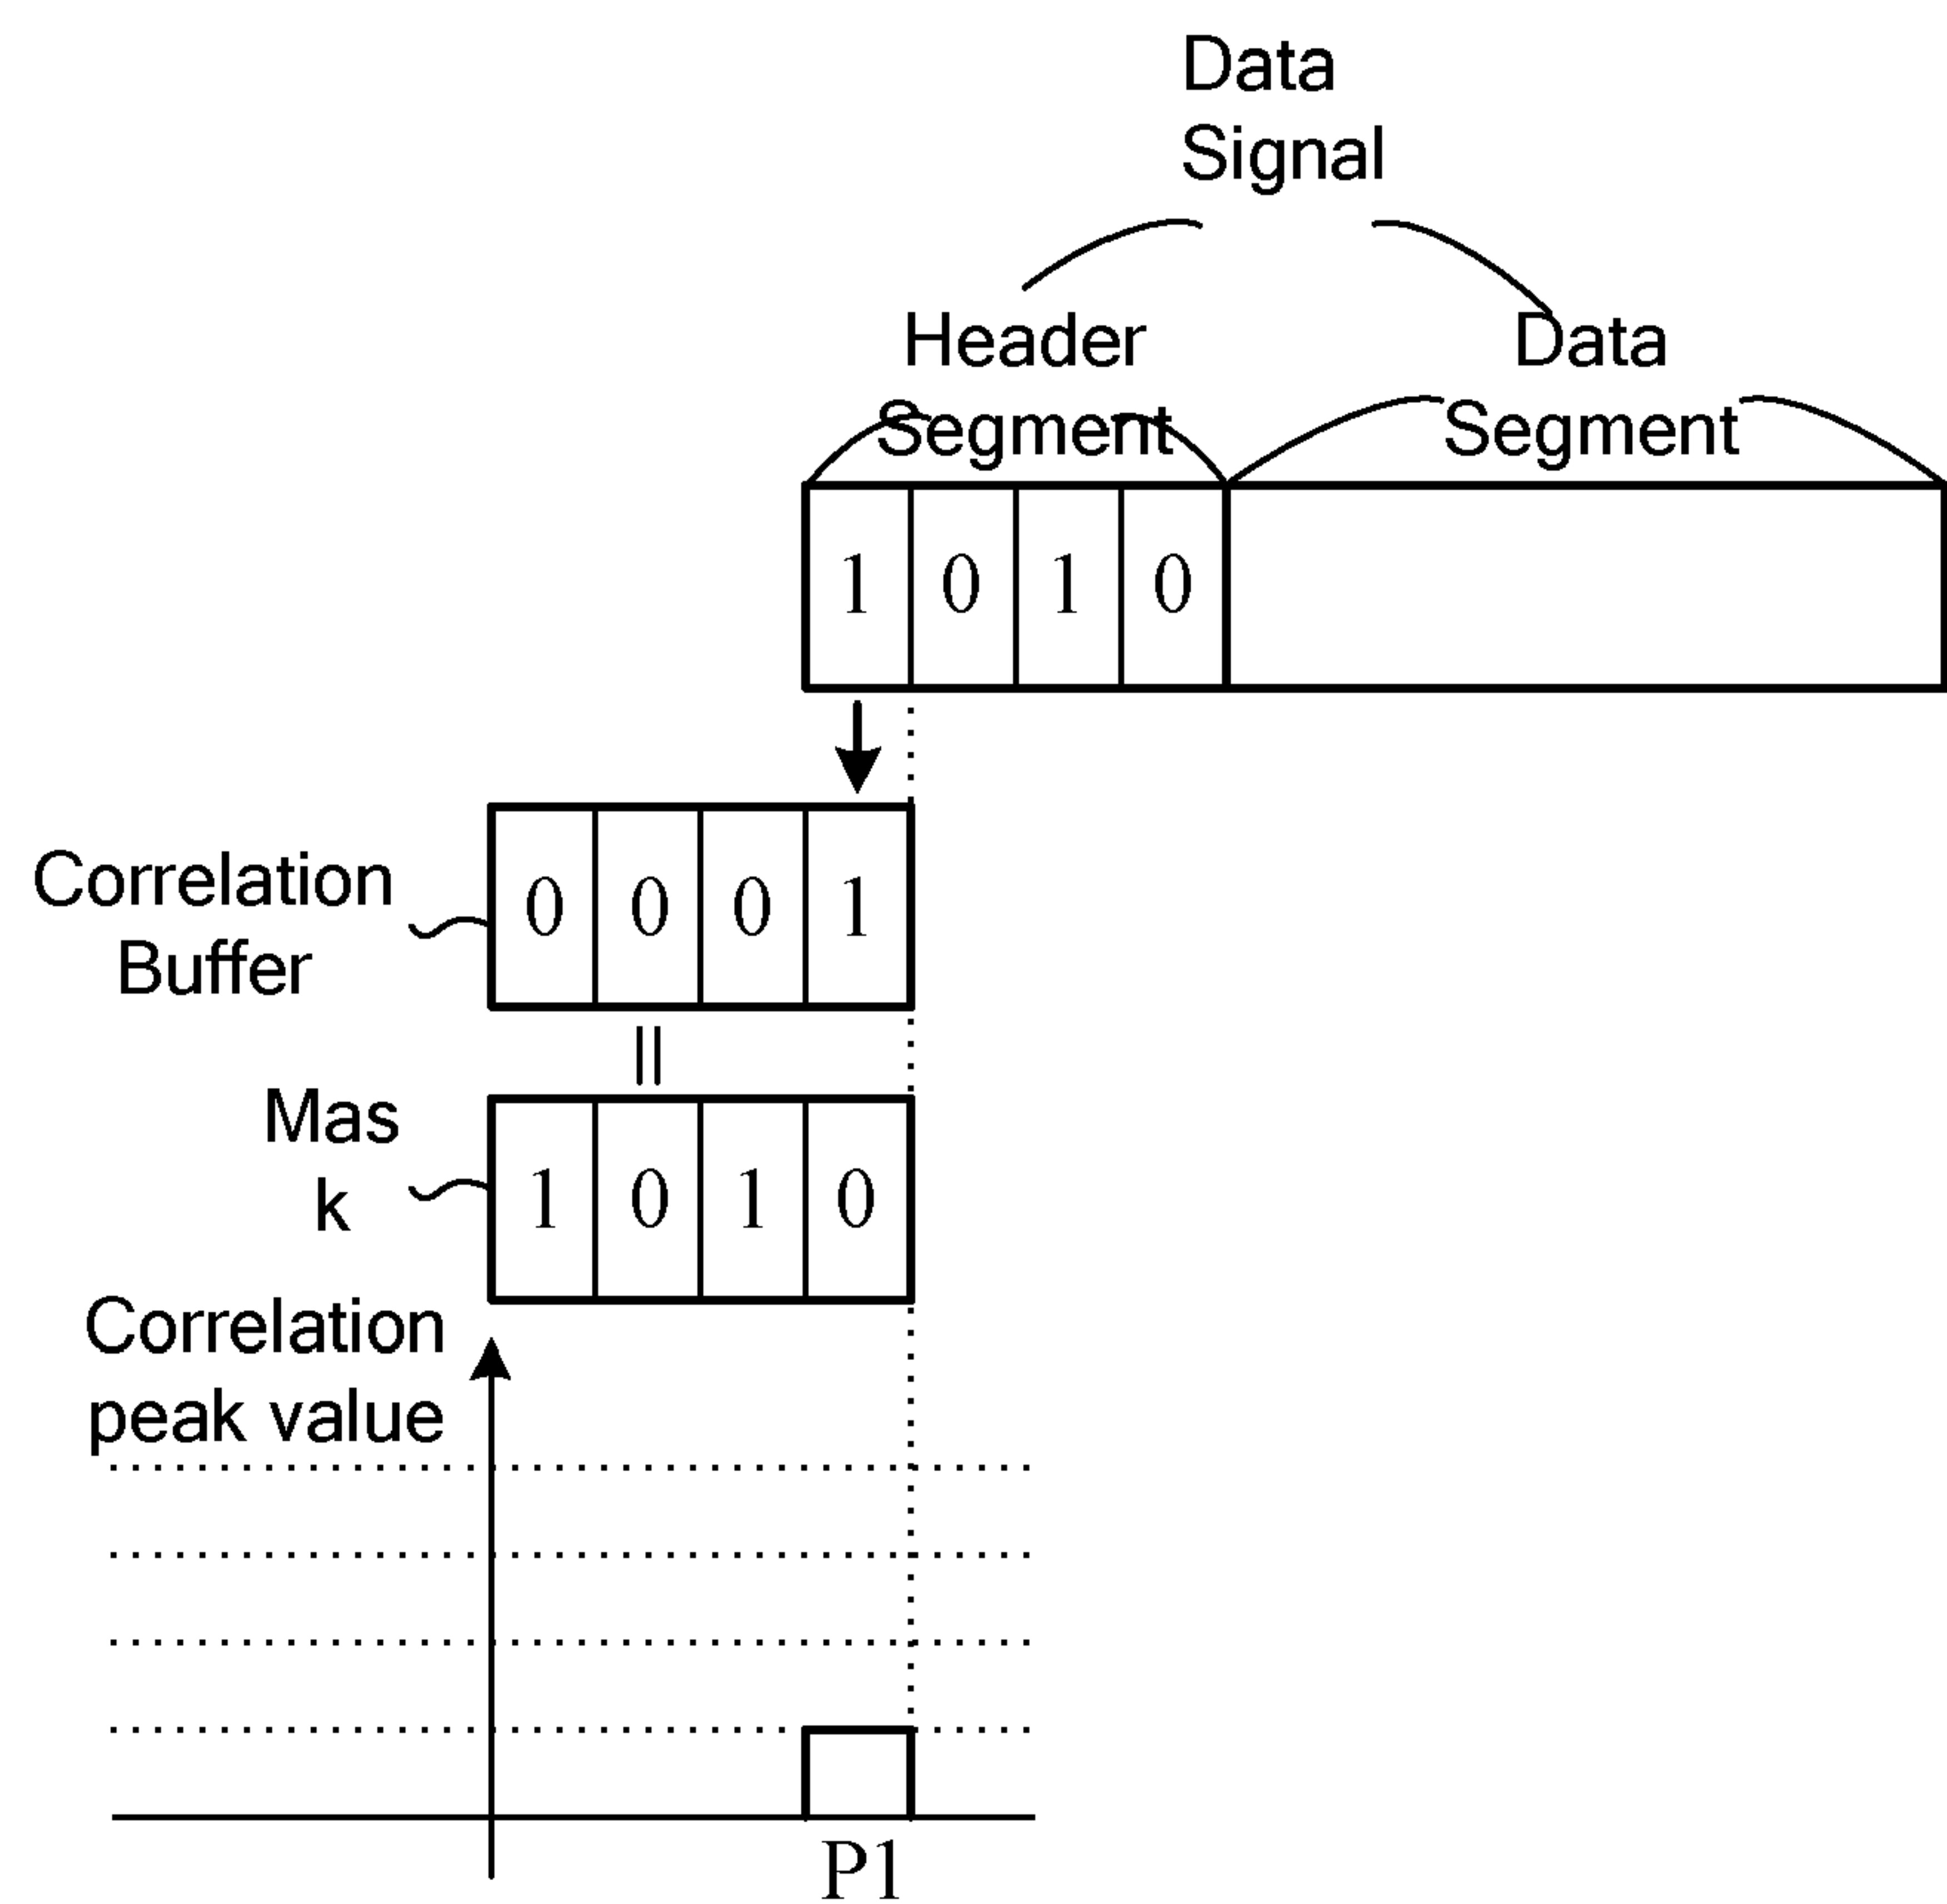 Data
Signal
Header
Segment
Data
Segment
1 0 1 0
Correlation
Buffer
0 0 0 1
Mas
k
1 0 1 0
Correlation
peak value
P1